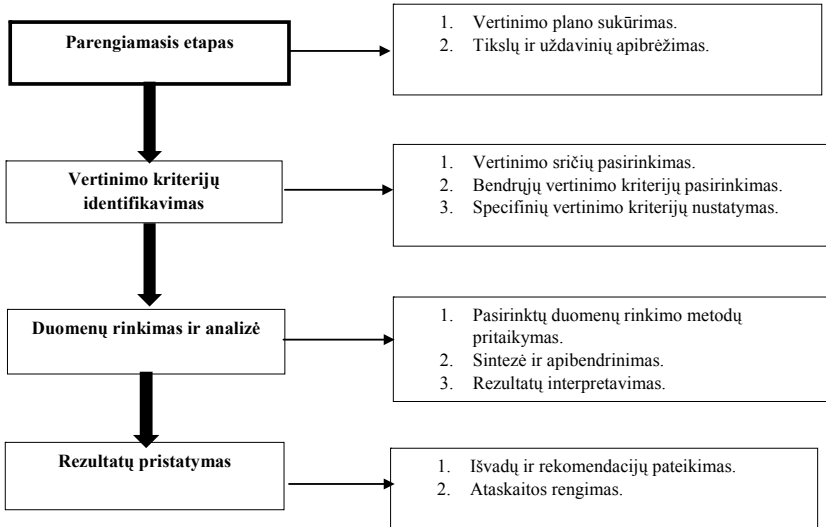 Parengiamasis etapas
1. Vertinimo plano sukūrimas.
2. Tikslų ir uždavinių apibrėžimas.
Vertinimo kriterijų
identifikavimas
1. Vertinimo sričių pasirinkimas.
2. Bendrųjų vertinimo kriterijų pasirinkimas.
3. Specifinių vertinimo kriterijų nustatymas.
Duomenų rinkimas ir analizė
1. Pasirinktų duomenų rinkimo metodų
pritaikymas.
2. Sintezė ir apibendrinimas.
3. Rezultatų interpretavimas.
Rezultatų pristatymas
1. Išvadų ir rekomendacijų pateikimas.
2. Ataskaitos rengimas.